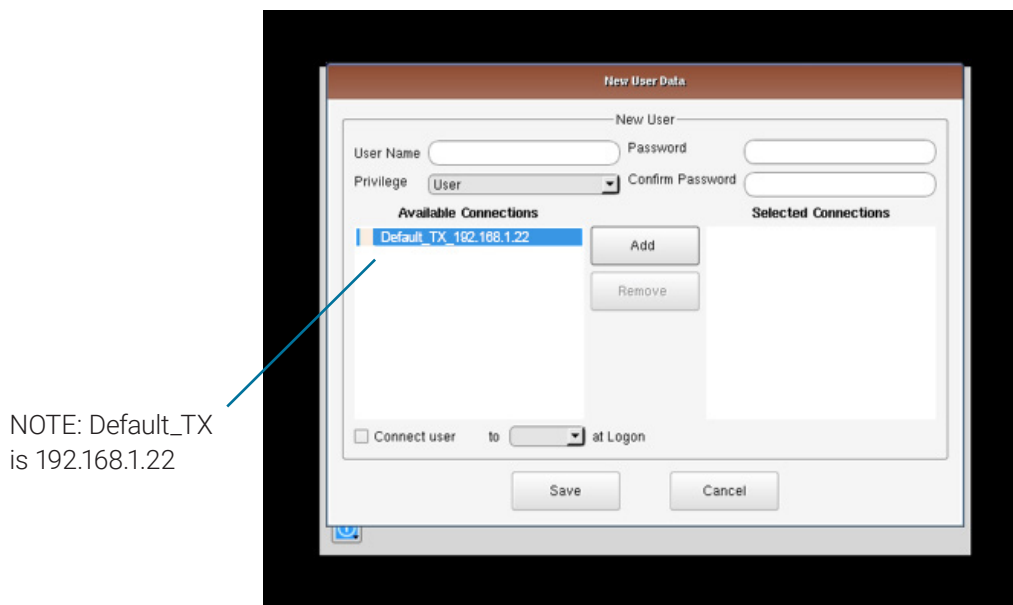 New User Data
New User
User Name
Password
Privilege
User
Confirm Password
Available Connections
Selected Connections
Default_TX_192.168.1.22
Add
Remove
NOTE: Default_TX
is 192.168.1.22
Connect user to at Logon
Save
Cancel